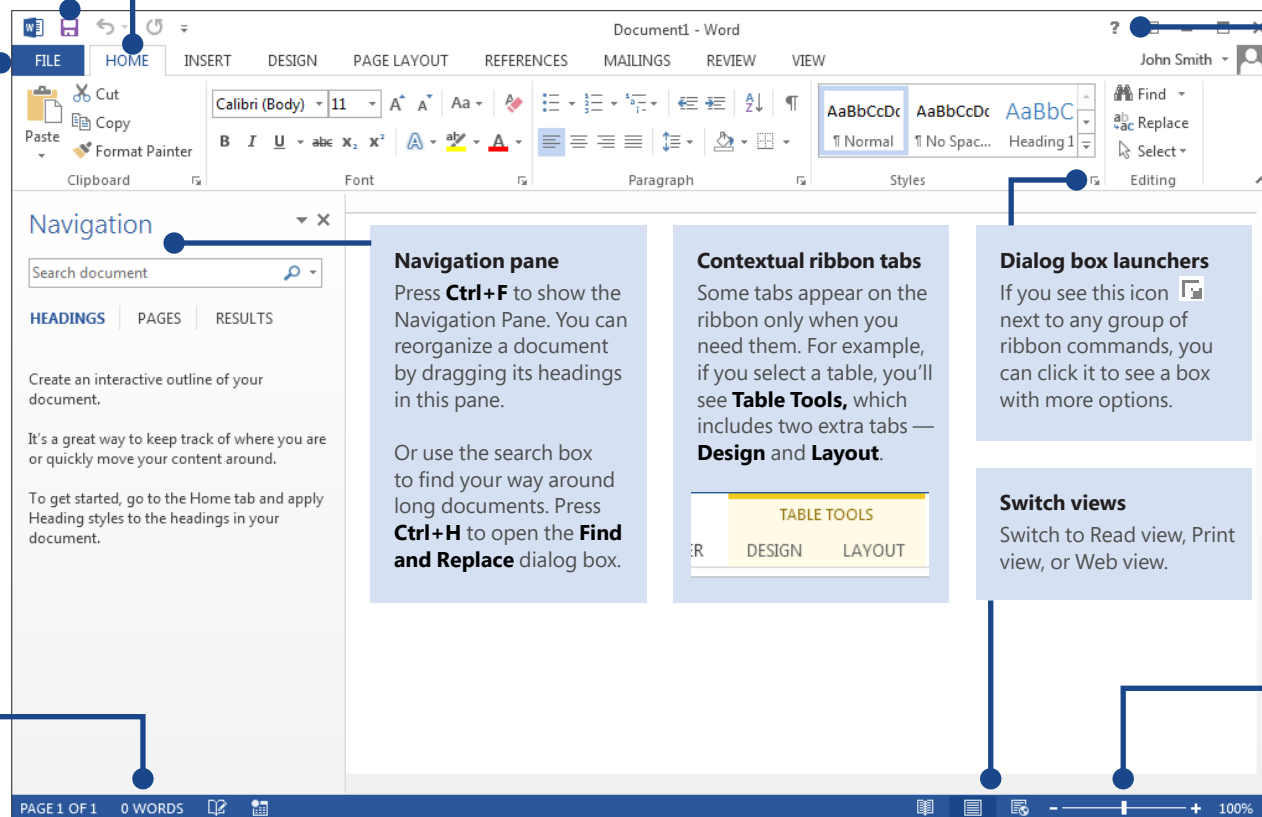 Document1 - Word
?
FILE HOME INSERT DESIGN PAGE LAYOUT REFERENCES MAILINGS REVIEW VIEW John Smith
Paste
Cut
Copy
Format Painter
Clipboard
Calibri (Body) 11 A A Aa
B I U abc x₂ x² A aby A
Font
Paragraph
AaBbCcDc AaBbCcDc AaBbC
¶ Normal ¶ No Spac... Heading 1
Styles
Find
Replace
Select
Editing
Navigation
Search document
HEADINGS PAGES RESULTS
Create an interactive outline of your
document.
It's a great way to keep track of where you are
or quickly move your content around.
To get started, go to the Home tab and apply
Heading styles to the headings in your
document.
Navigation pane
Press Ctrl+F to show the
Navigation Pane. You can
reorganize a document
by dragging its headings
in this pane.
Or use the search box
to find your way around
long documents. Press
Ctrl+H to open the Find
and Replace dialog box.
Contextual ribbon tabs
Some tabs appear on the
ribbon only when you
need them. For example,
if you select a table, you’ll
see Table Tools, which
includes two extra tabs —
Design and Layout.
TABLE TOOLS
ER DESIGN LAYOUT
Dialog box launchers
If you see this icon
next to any group of
ribbon commands, you
can click it to see a box
with more options.
Switch views
Switch to Read view, Print
view, or Web view.
PAGE 1 OF 1 0 WORDS 100%